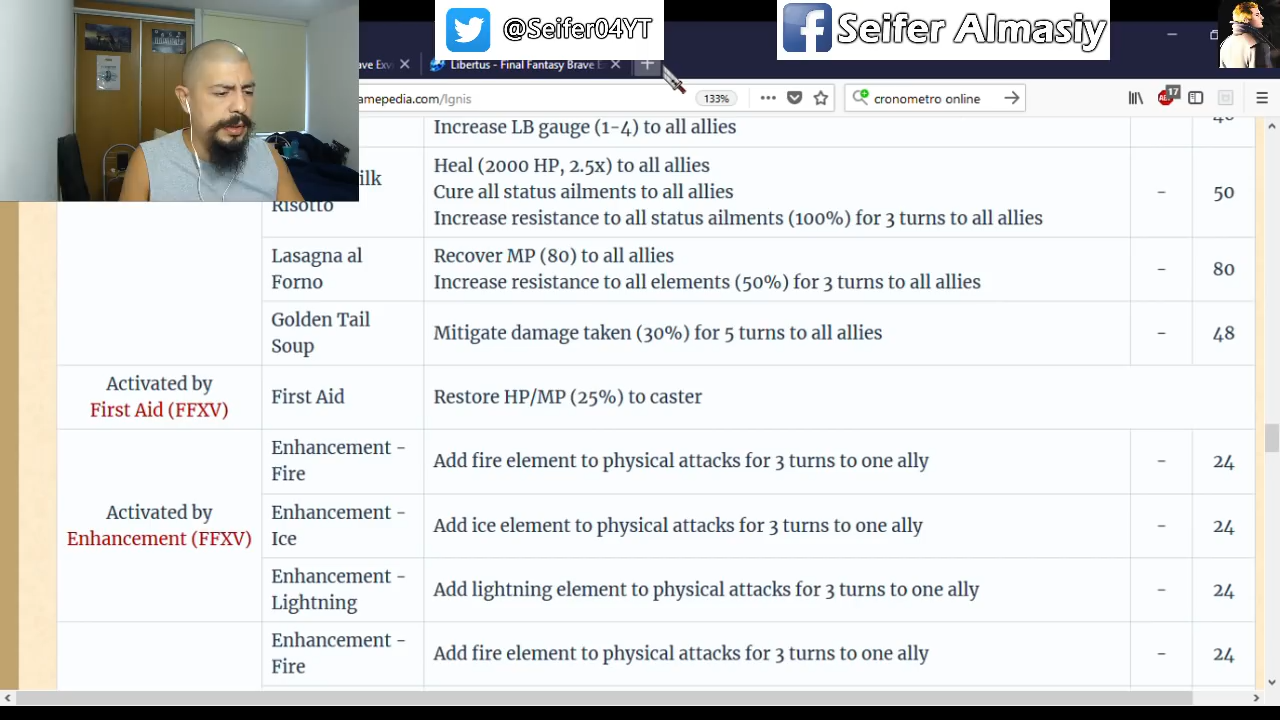 @Seifer04YT
Seifer Almasiy
ave Exv
Libertus - Final Fantasy Brave E
amepedia.com/Ignis
133%
cronometro online
17
Increase LB gauge (1-4) to all allies
ilk
Risotto
Heal (2000 HP, 2.5x) to all allies
Cure all status ailments to all allies
Increase resistance to all status ailments (100%) for 3 turns to all allies
-
50
Lasagna al
Forno
Recover MP (80) to all allies
Increase resistance to all elements (50%) for 3 turns to all allies
-
80
Golden Tail
Soup
Mitigate damage taken (30%) for 5 turns to all allies
-
48
Activated by
First Aid (FFXV)
First Aid
Restore HP/MP (25%) to caster
Activated by
Enhancement (FFXV)
Enhancement -
Fire
Add fire element to physical attacks for 3 turns to one ally
-
24
Enhancement -
Ice
Add ice element to physical attacks for 3 turns to one ally
-
24
Enhancement -
Lightning
Add lightning element to physical attacks for 3 turns to one ally
-
24
Enhancement -
Fire
Add fire element to physical attacks for 3 turns to one ally
-
24